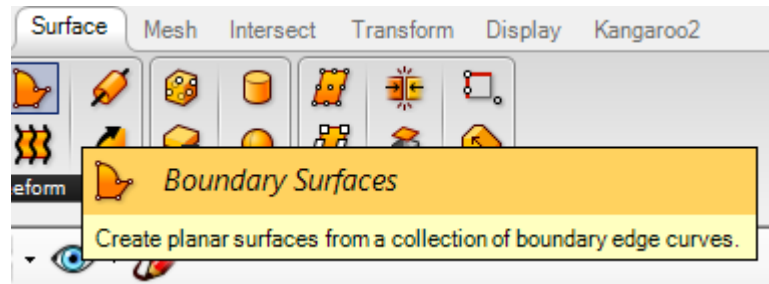 Surface Mesh Intersect Transform Display Kangaroo2
eform
Boundary Surfaces
Create planar surfaces from a collection of boundary edge curves.